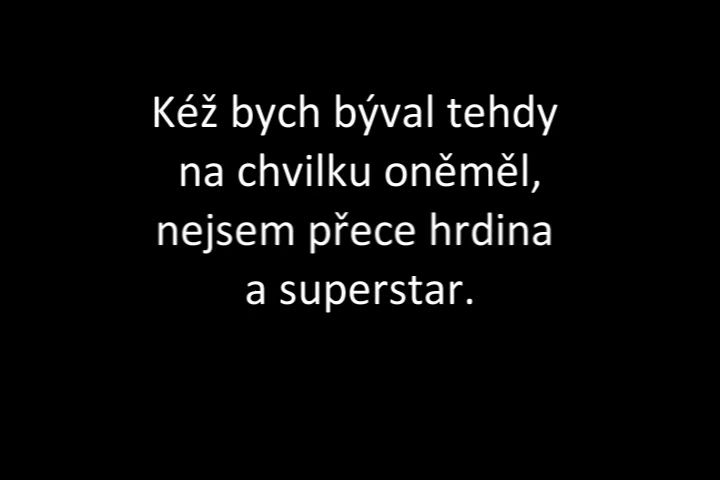 Kéž bych býval tehdy
na chvilku oněměl,
nejsem přece hrdina
a superstar.